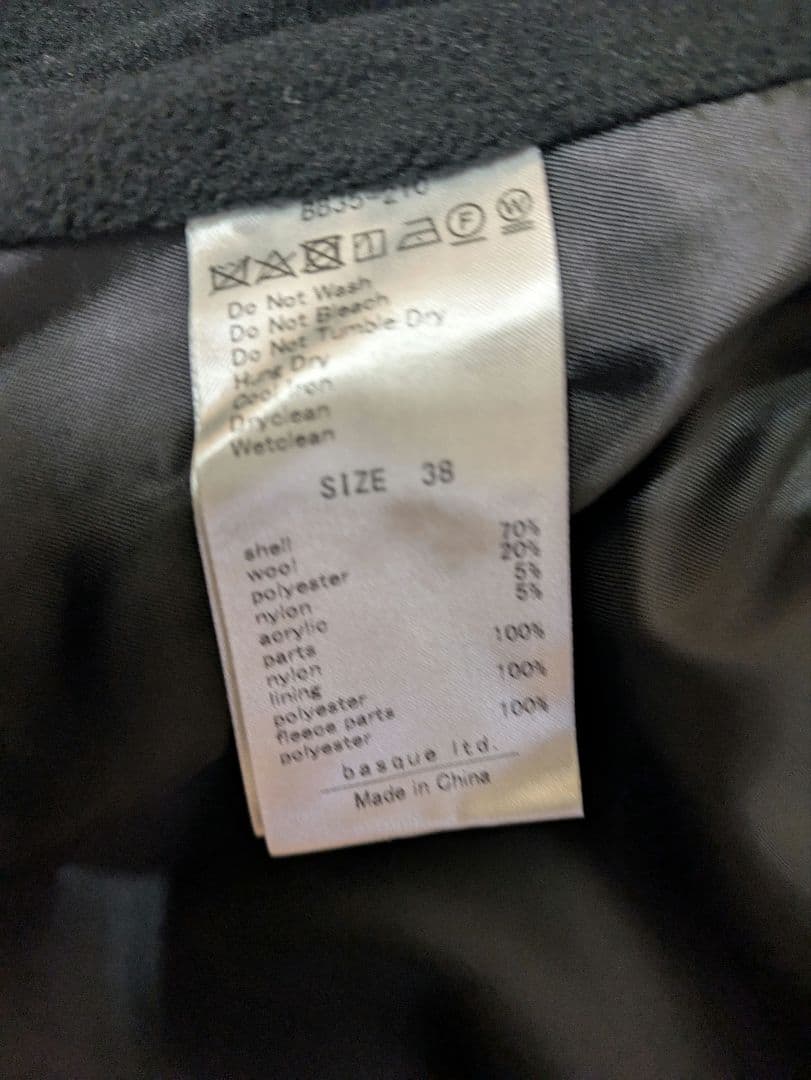 Do Not Wash
Do Not Bleach
Do Not Tumble Dry
Hung Dry
Cool Iron
Dryclean
Wetclean
SIZE 38
shell
wool 70%
polyester 20%
nylon 5%
acrylic 5%
parts
nylon 100%
lining
polyester 100%
fleece parts
polyester 100%
basque ltd.
Made in China